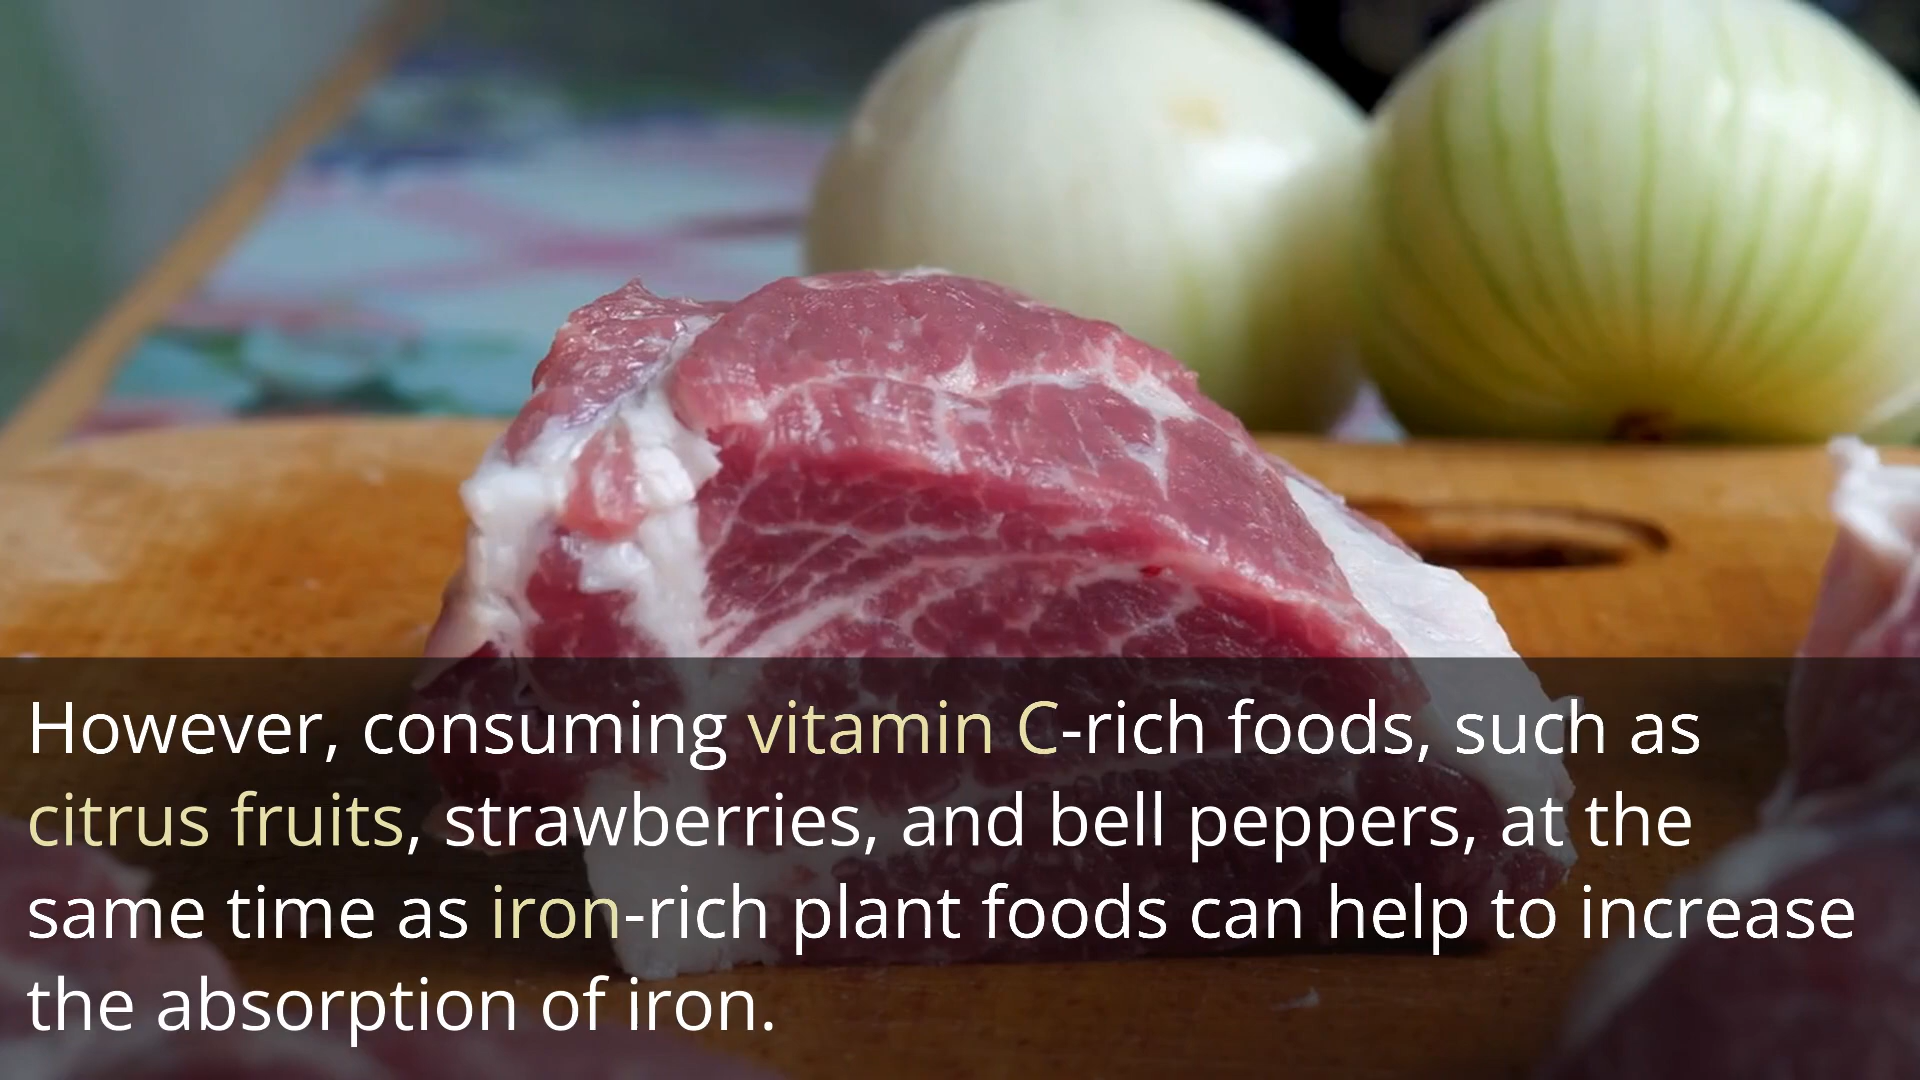 However, consuming vitamin C-rich foods, such as
citrus fruits, strawberries, and bell peppers, at the
same time as iron-rich plant foods can help to increase
the absorption of iron.